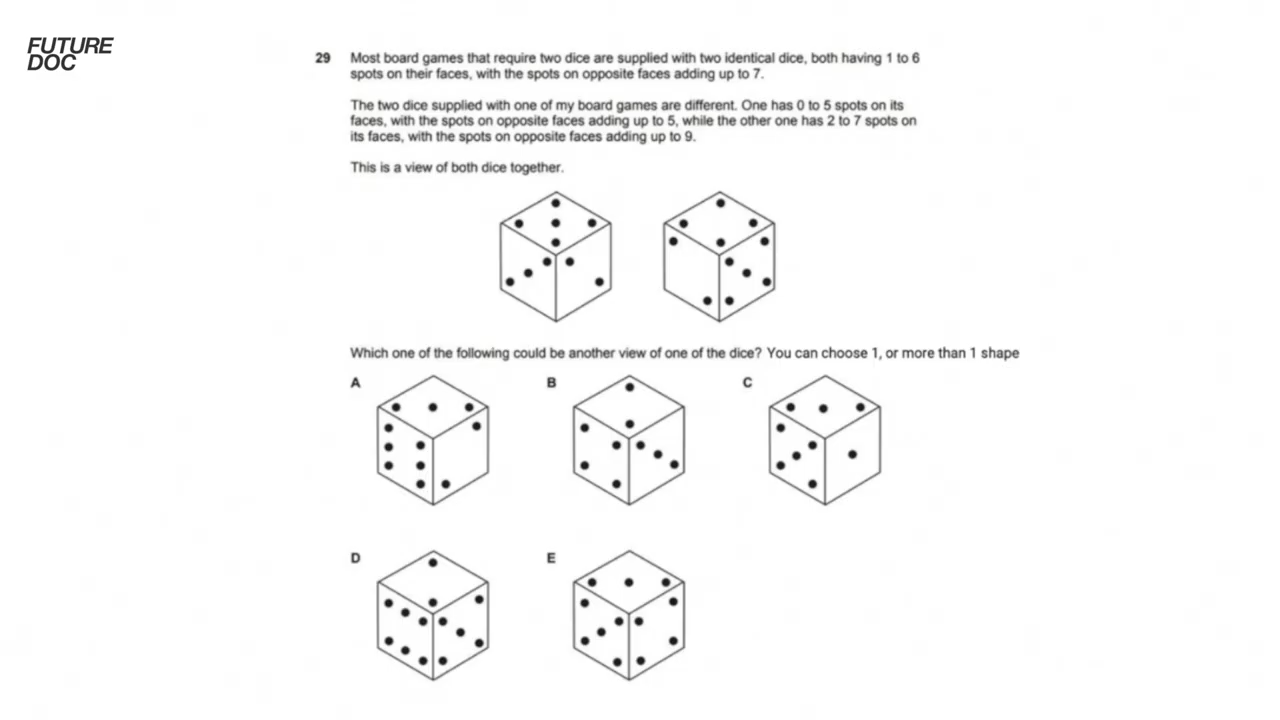 FUTURE
DOC
29 Most board games that require two dice are supplied with two identical dice, both having 1 to 6
spots on their faces, with the spots on opposite faces adding up to 7.
The two dice supplied with one of my board games are different. One has 0 to 5 spots on its
faces, with the spots on opposite faces adding up to 5, while the other one has 2 to 7 spots on
its faces, with the spots on opposite faces adding up to 9.
This is a view of both dice together.
Which one of the following could be another view of one of the dice? You can choose 1, or more than 1 shape
A B C
D E